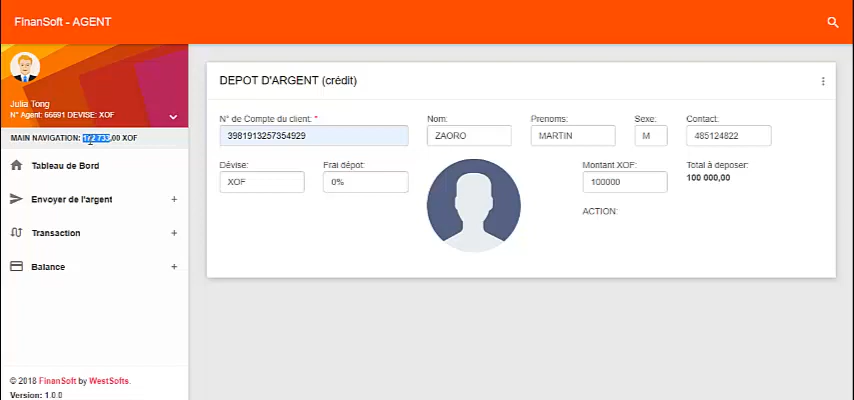 FinanSoft - AGENT
Julia Tong
N° Agent: 66691 DEVISE: XOF
MAIN NAVIGATION: 172 733,00 XOF
Tableau de Bord
Envoyer de l'argent +
Transaction +
Balance +
© 2018 FinanSoft by WestSofts.
Version: 1.0.0
DEPOT D'ARGENT (crédit)
N° de Compte du client: * Nom: Prenoms: Sexe: Contact:
3981913257354929 ZAORO MARTIN M 485124822
Dévise: Frai dépot: Montant XOF: Total à deposer:
XOF 0% 100000 100 000,00
ACTION: